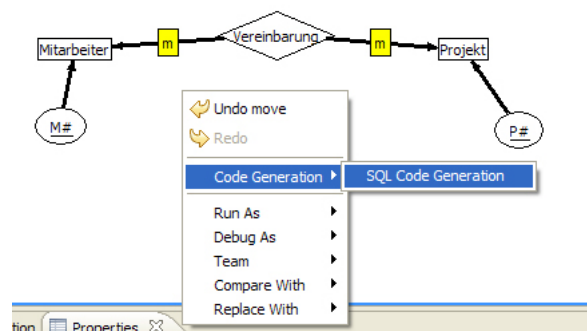 Mitarbeiter
m
Vereinbarung
m
Projekt
M#
P#
Undo move
Redo
Code Generation
SQL Code Generation
Run As
Debug As
Team
Compare With
Replace With
tion
Properties